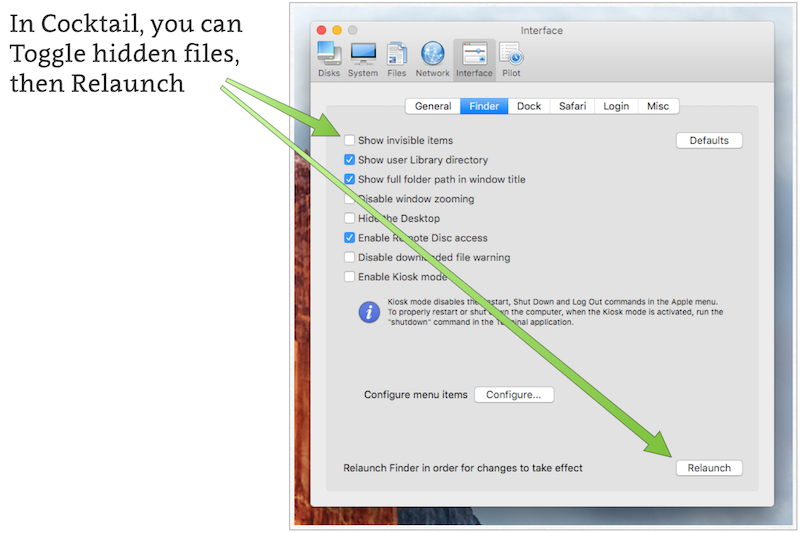 In Cocktail, you can
Toggle hidden files,
then Relaunch
Interface
Disks System Files Network Interface Pilot
General Finder Dock Safari Login Misc
Show invisible items
Defaults
Show user Library directory
Show full folder path in window title
Disable window zooming
Hide the Desktop
Enable Remote Disc access
Disable downloaded file warning
Enable Kiosk mode
Kiosk mode disables the Restart, Shut Down and Log Out commands in the Apple menu.
To properly restart or shut down the computer, when the Kiosk mode is activated, run the
"shutdown" command in the Terminal application.
Configure menu items Configure...
Relaunch Finder in order for changes to take effect Relaunch